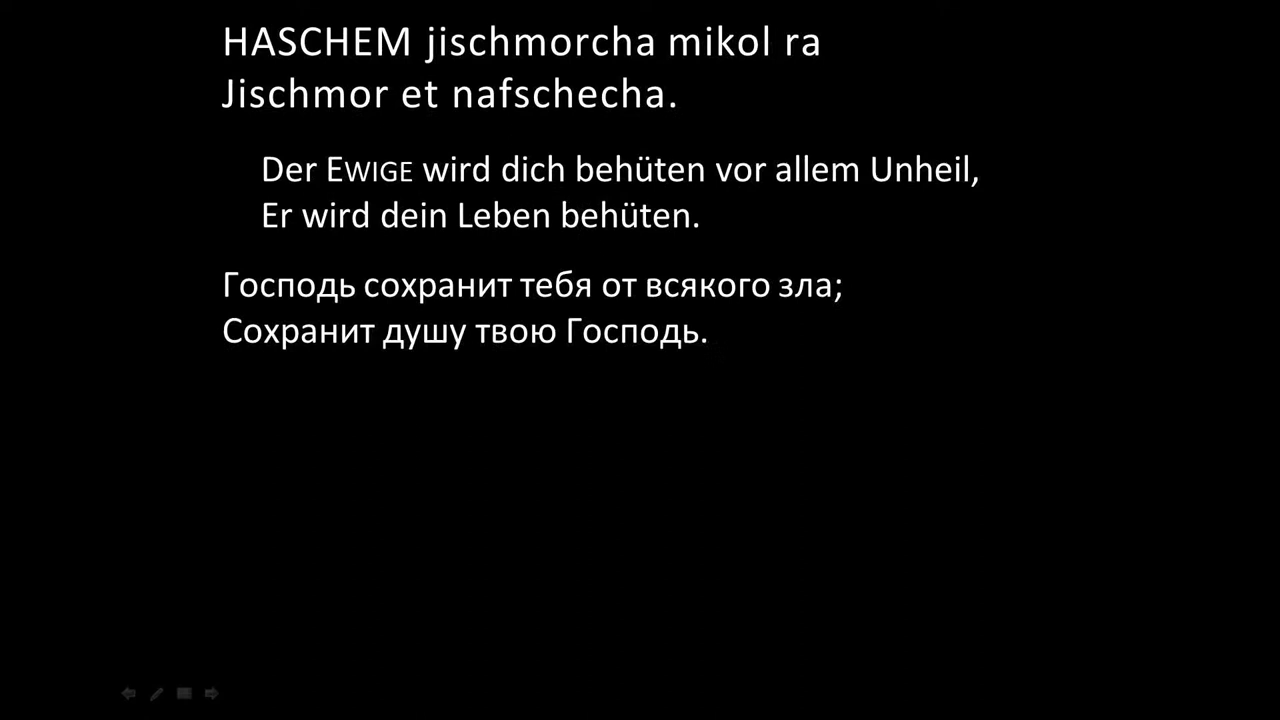 HASCHEM jischmorcha mikol ra
Jischmor et nafschecha.
Der EWIGE wird dich behüten vor allem Unheil,
Er wird dein Leben behüten.
Господь сохранит тебя от всякого зла;
Сохранит душу твою Господь.